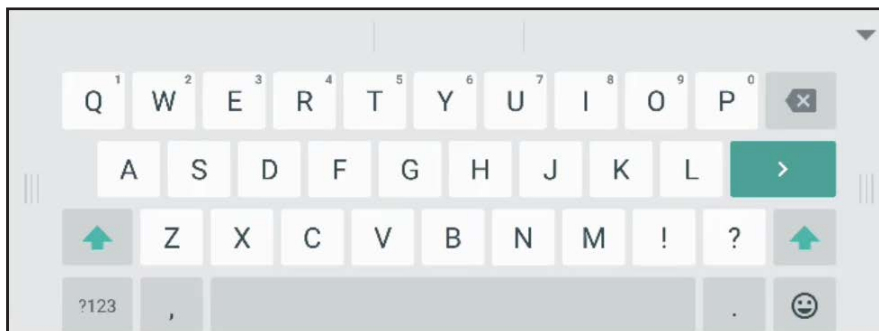 Q 1 W 2 E 3 R 4 T 5 Y 6 U 7 I 8 O 9 P 0
A S D F G H J K L >
Z X C V B N M ! ?
?123 , .